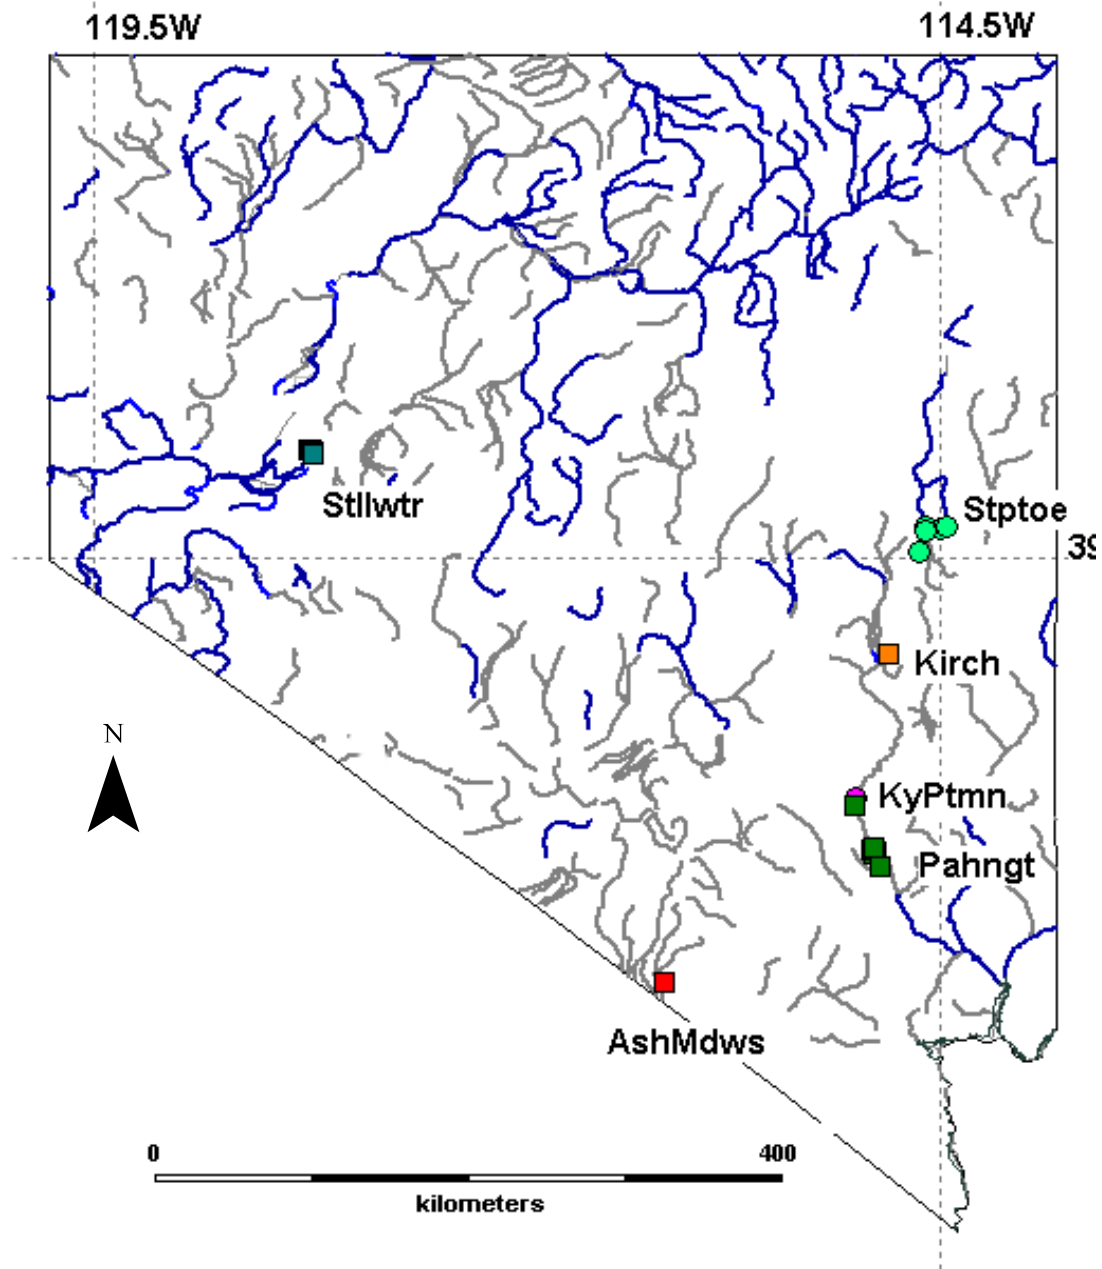 119.5W
114.5W
Stllwtr
Stptoe
39
Kirch
N
KyPtmn
Pahngt
AshMdws
0
400
kilometers